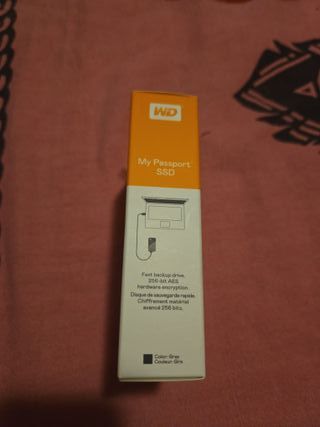 WD
My Passport™
SSD
Fast backup drive.
256-bit AES
hardware encryption
Disque de sauvegarde rapide.
Chiffrement matériel
avancé 256 bits.
Color: Gray
Couleur: Gris